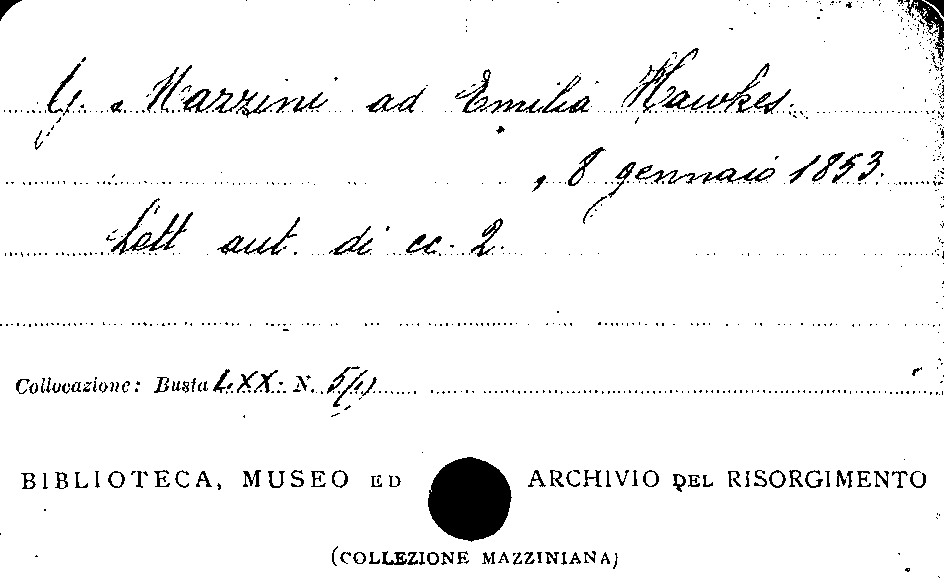 G. Mazzini ad Emilia Hawkes.
, 8 gennaio 1853.
Lett aut. di cc. 2.
Collocazione: Busta LXX. N. 5/(1)
BIBLIOTECA, MUSEO ED ARCHIVIO DEL RISORGIMENTO
(COLLEZIONE MAZZINIANA)